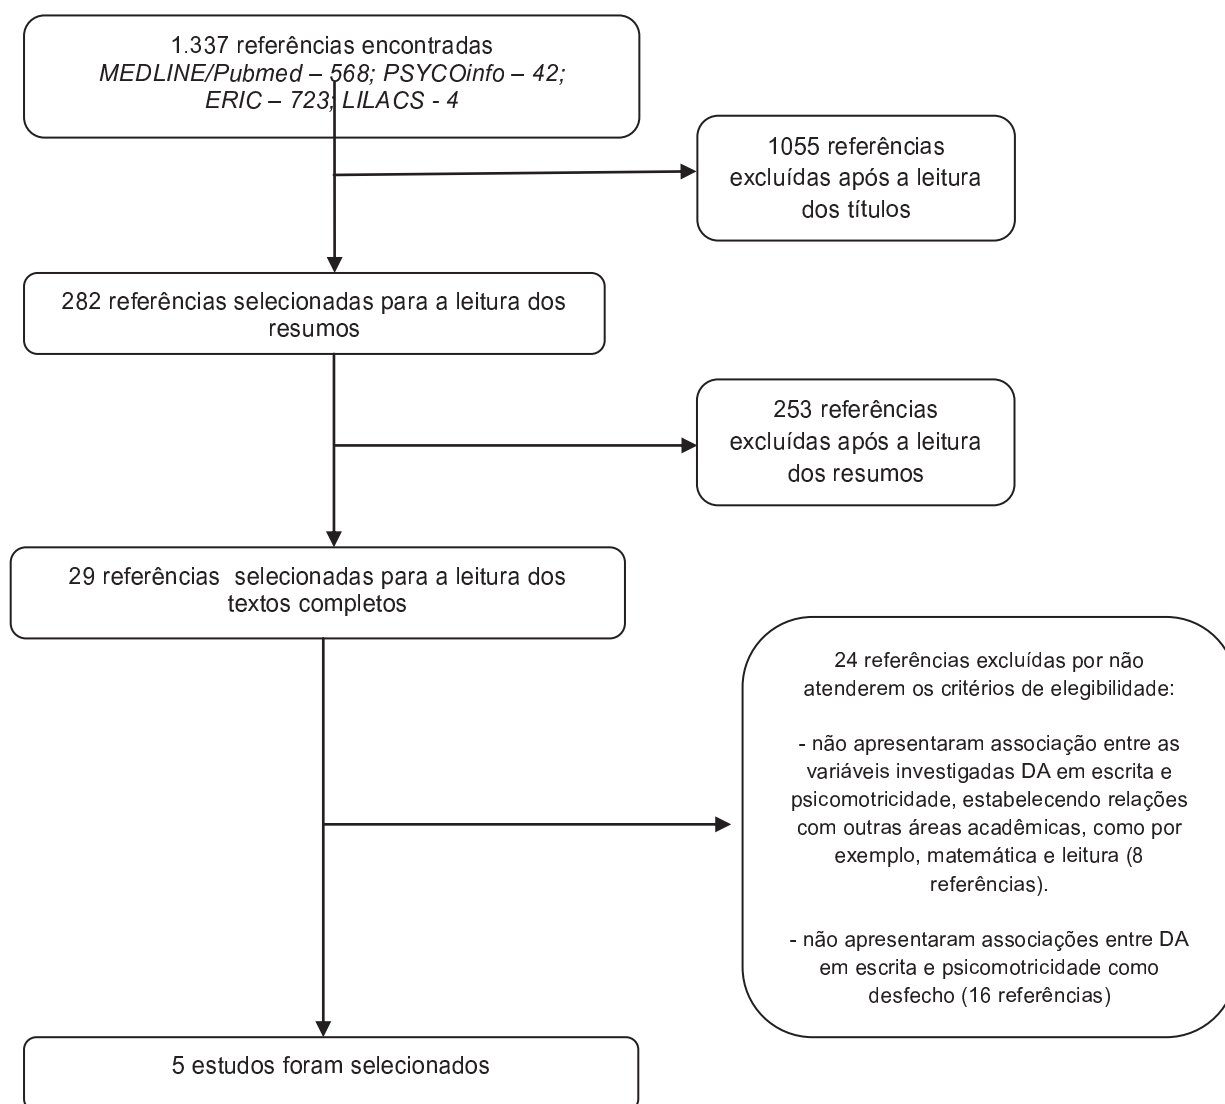 1.337 referências encontradas
MEDLINE/Pubmed – 568; PSYCOinfo – 42;
ERIC – 723; LILACS - 4
1055 referências
excluídas após a leitura
dos títulos
282 referências selecionadas para a leitura dos
resumos
253 referências
excluídas após a leitura
dos resumos
29 referências selecionadas para a leitura dos
textos completos
24 referências excluídas por não
atenderem os critérios de elegibilidade:
- não apresentaram associação entre as
variáveis investigadas DA em escrita e
psicomotricidade, estabelecendo relações
com outras áreas acadêmicas, como por
exemplo, matemática e leitura (8
referências).
- não apresentaram associações entre DA
em escrita e psicomotricidade como
desfecho (16 referências)
5 estudos foram selecionados